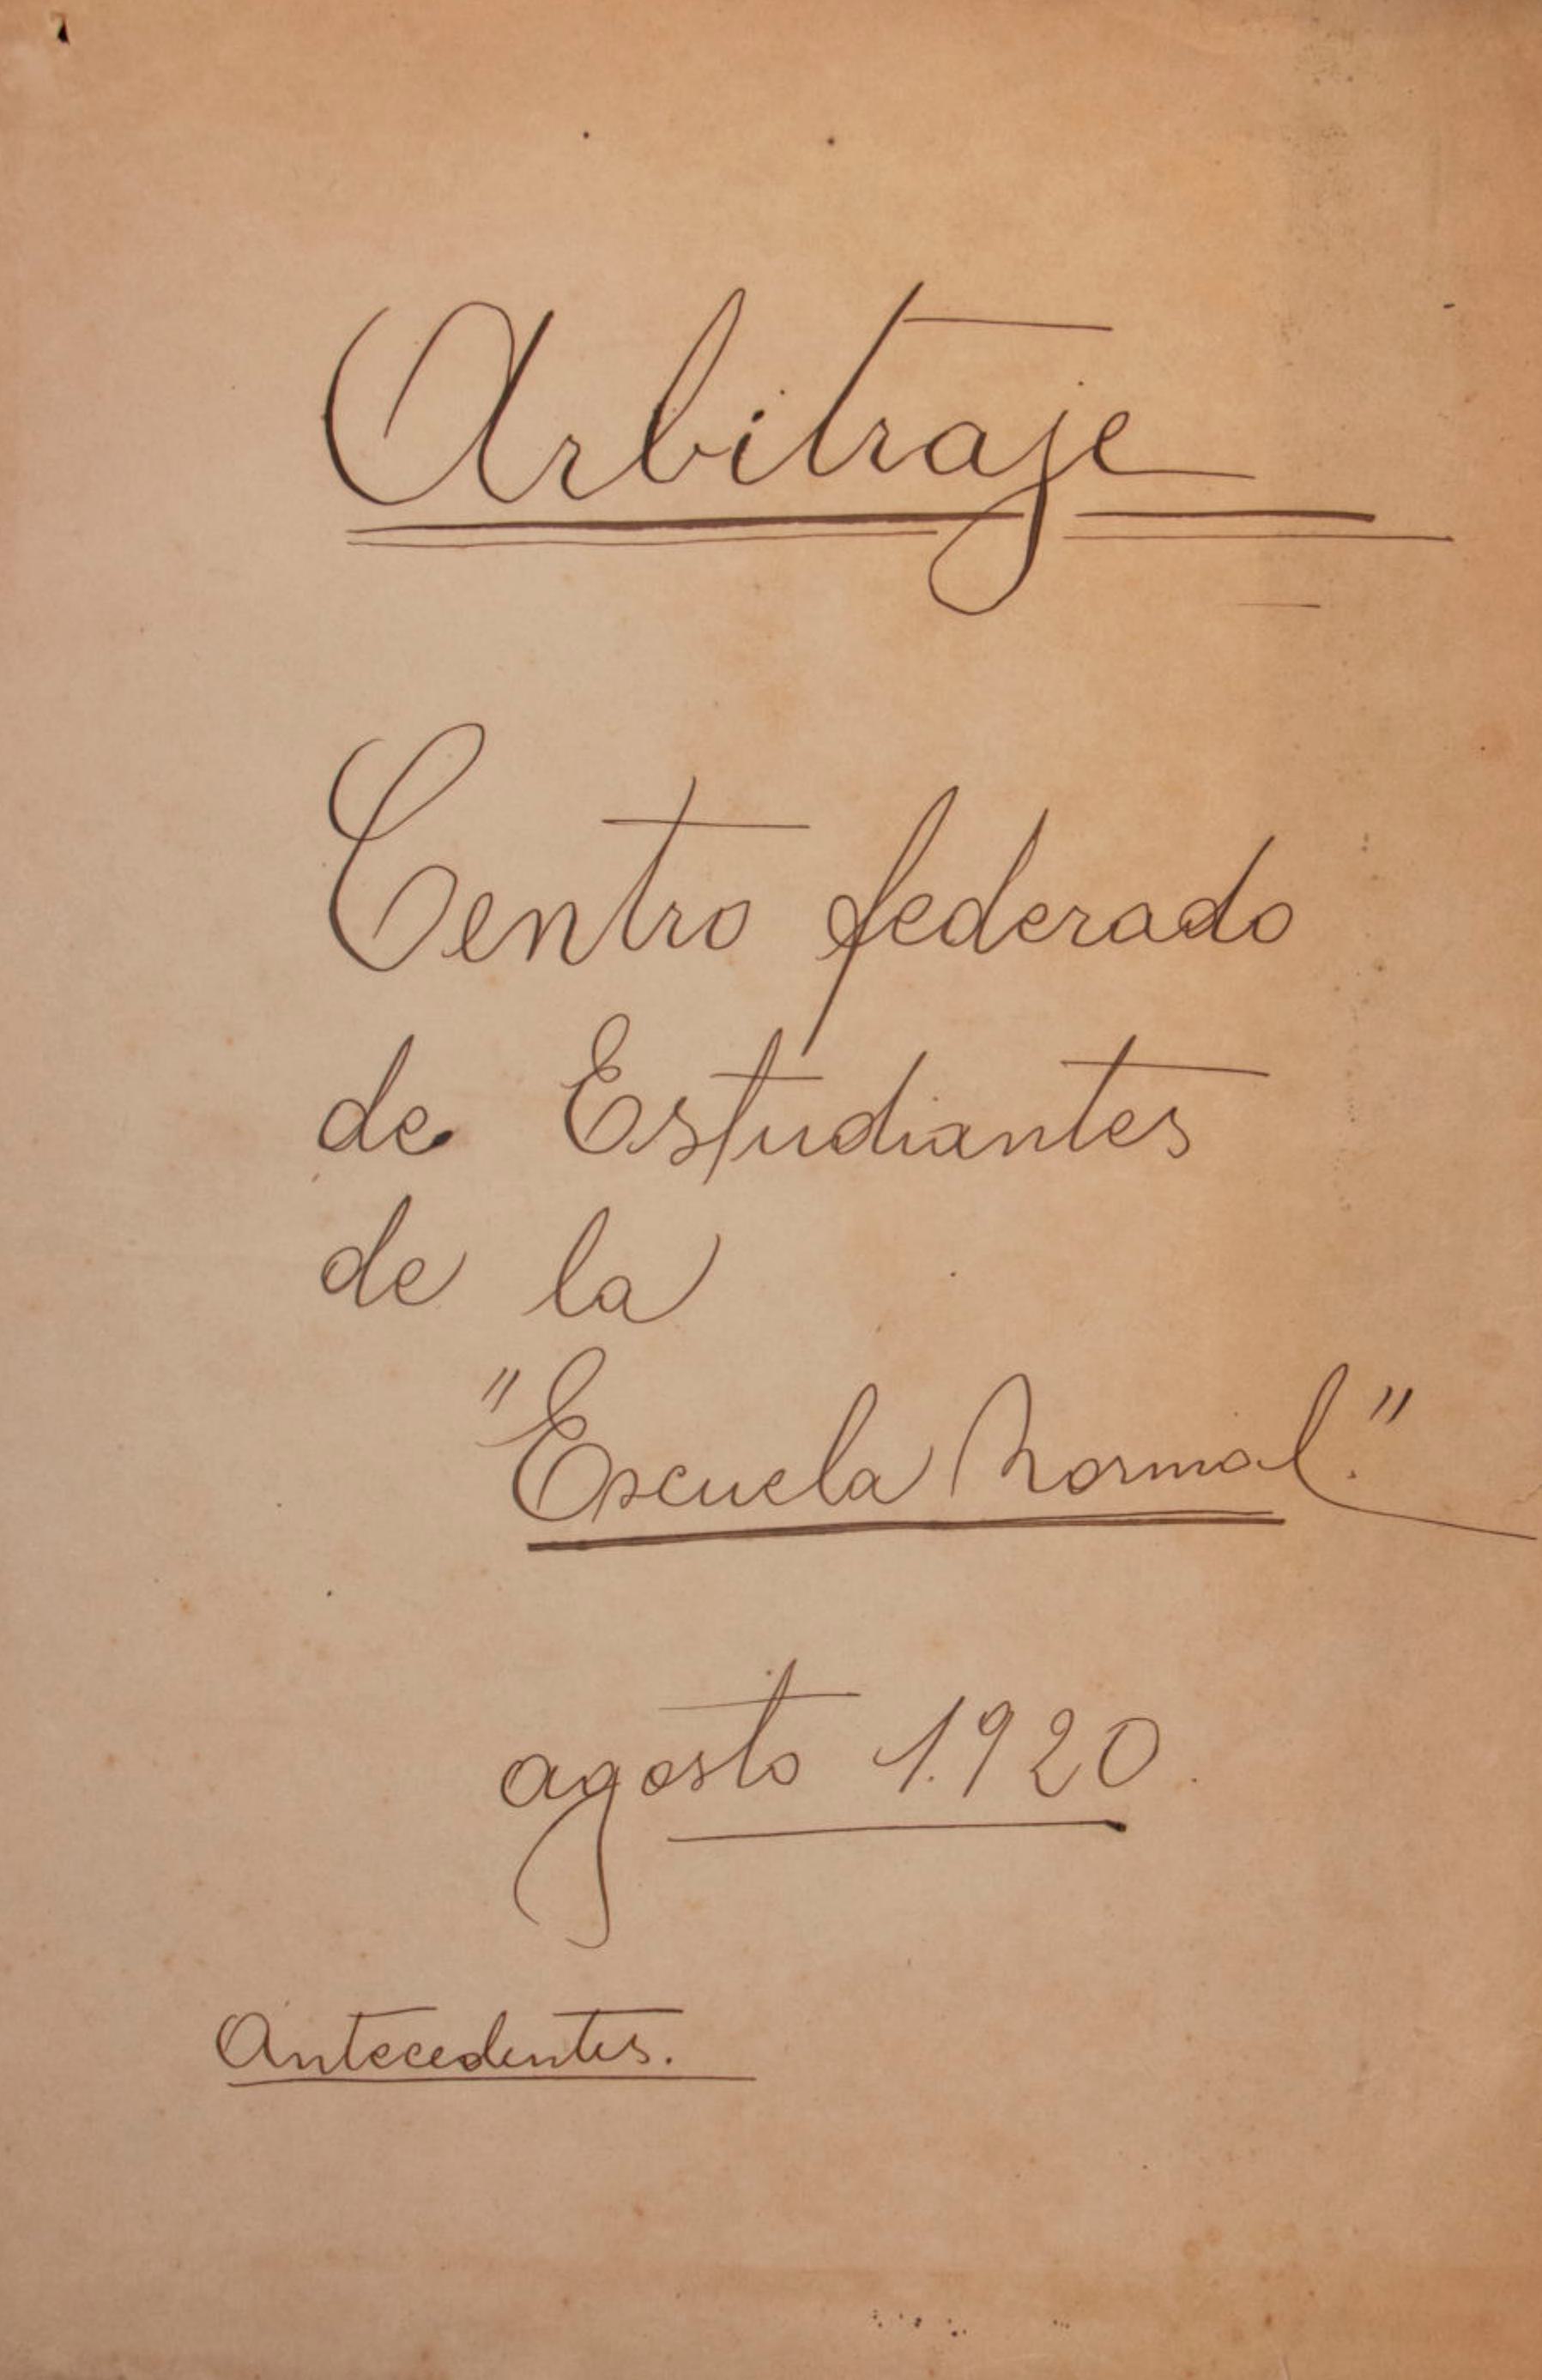 Arbitraje
Centro federado
de Estudiantes
de la
"Escuela Normal."
agosto 1.920.
Antecedentes.